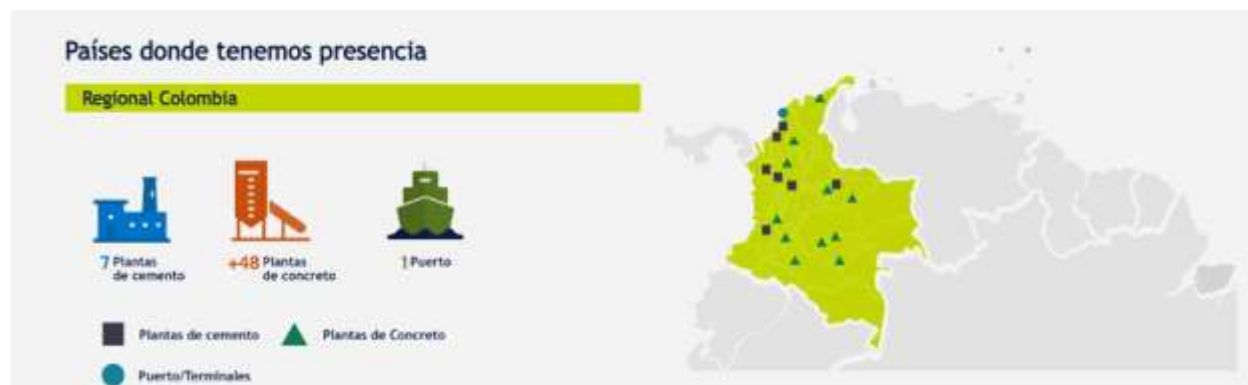 Países donde tenemos presencia
Regional Colombia
7 Plantas
de cemento
+48 Plantas
de concreto
1 Puerto
Plantas de cemento
Plantas de Concreto
Puerto/Terminales